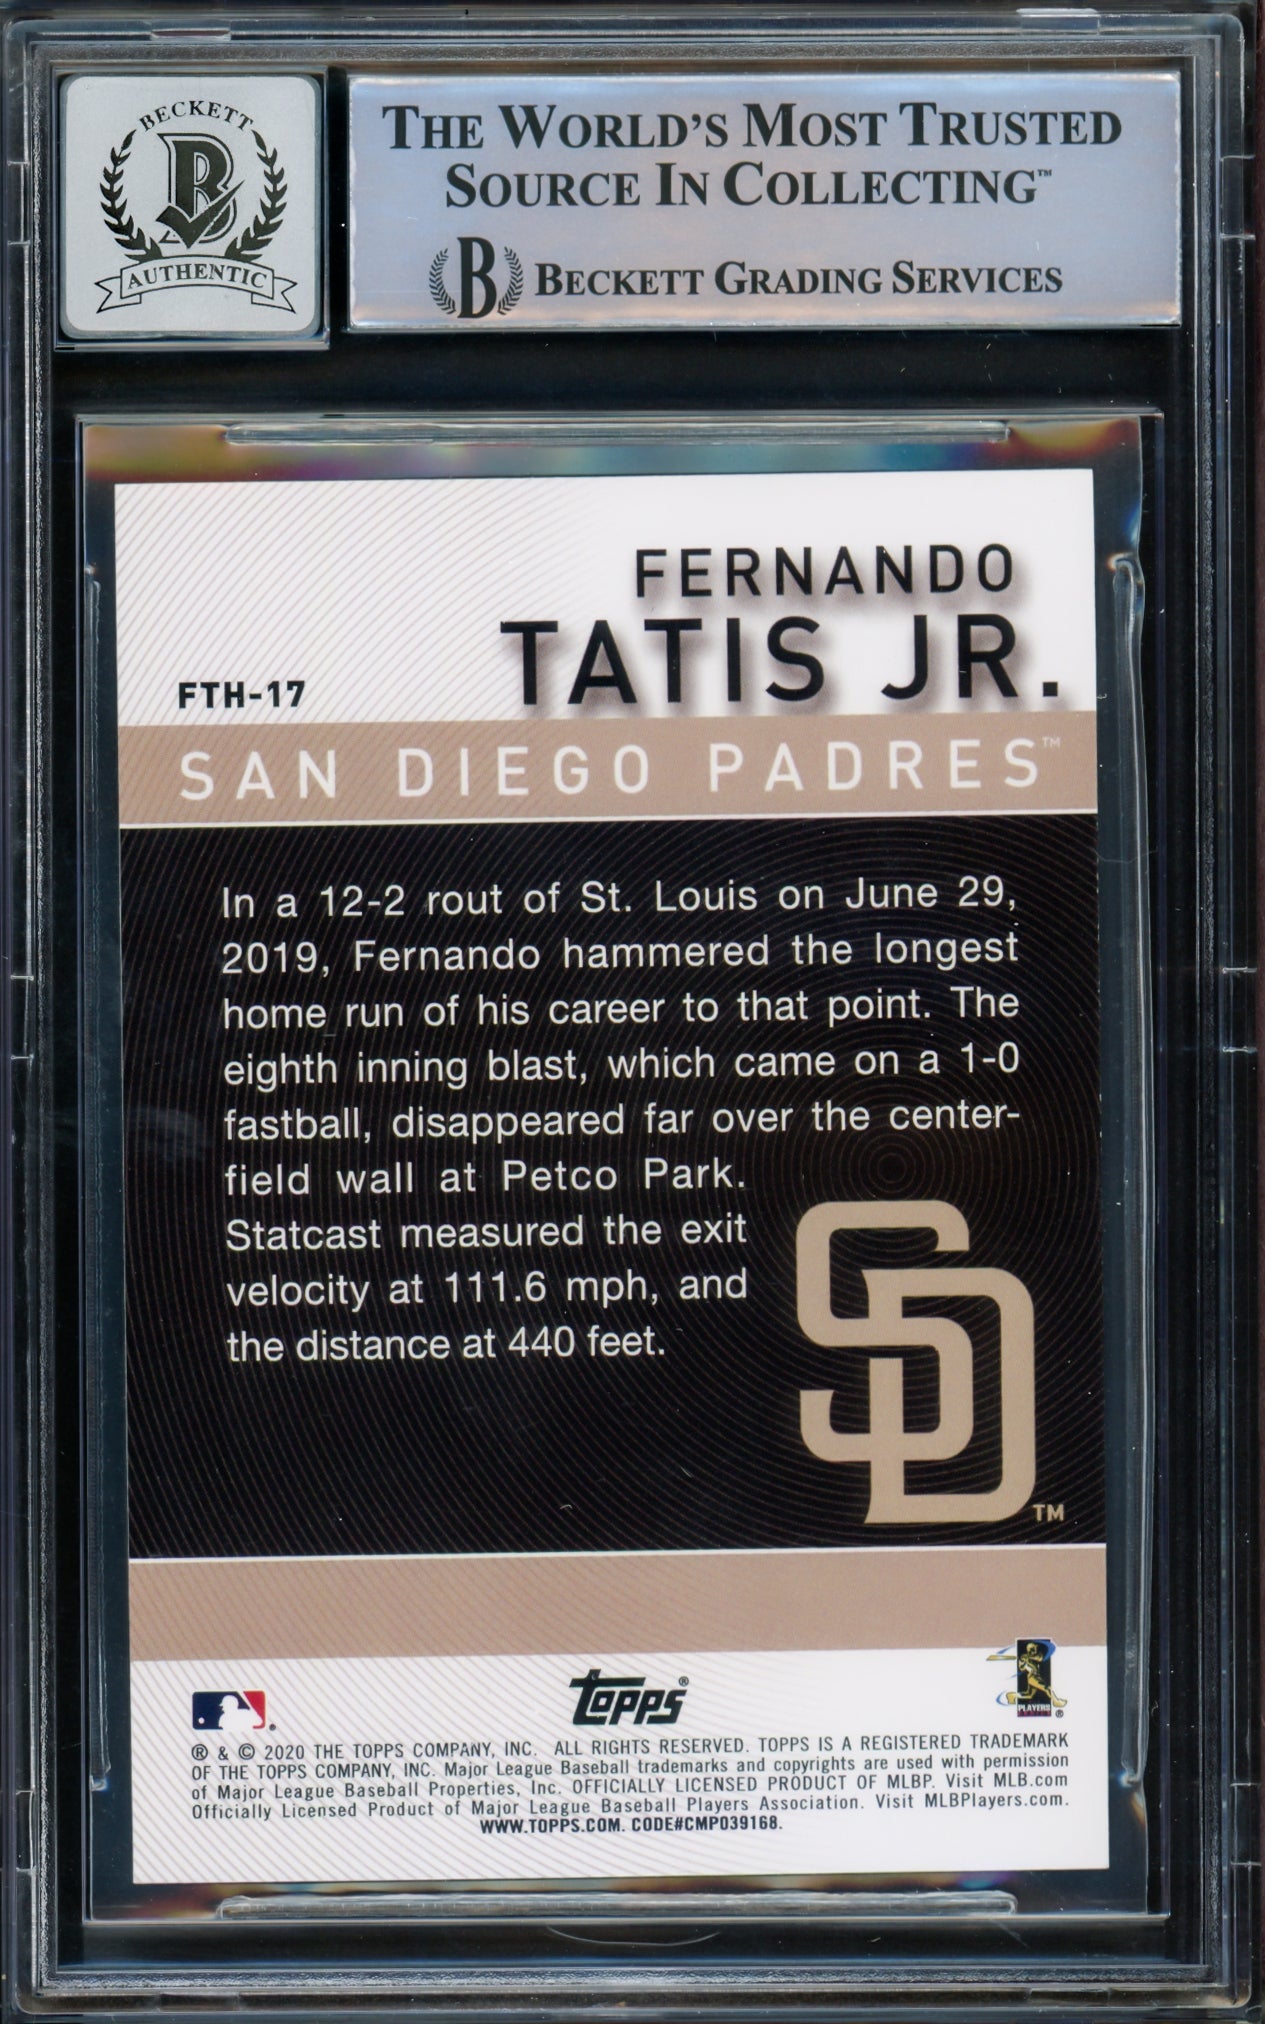 BECKETT
B
AUTHENTIC
THE WORLD'S MOST TRUSTED
SOURCE IN COLLECTING™
B BECKETT GRADING SERVICES
FERNANDO
TATIS JR.
FTH-17
SAN DIEGO PADRES™
In a 12-2 rout of St. Louis on June 29,
2019, Fernando hammered the longest
home run of his career to that point. The
eighth inning blast, which came on a 1-0
fastball, disappeared far over the center-
field wall at Petco Park.
Statcast measured the exit
velocity at 111.6 mph, and
the distance at 440 feet.
SD™
topps®
PLAYERS
®
®
® & © 2020 THE TOPPS COMPANY, INC. ALL RIGHTS RESERVED. TOPPS IS A REGISTERED TRADEMARK
OF THE TOPPS COMPANY, INC. Major League Baseball trademarks and copyrights are used with permission
of Major League Baseball Properties, Inc. OFFICIALLY LICENSED PRODUCT OF MLBP. Visit MLB.com
Officially Licensed Product of Major League Baseball Players Association. Visit MLBPlayers.com.
WWW.TOPPS.COM. CODE#CMP039168.